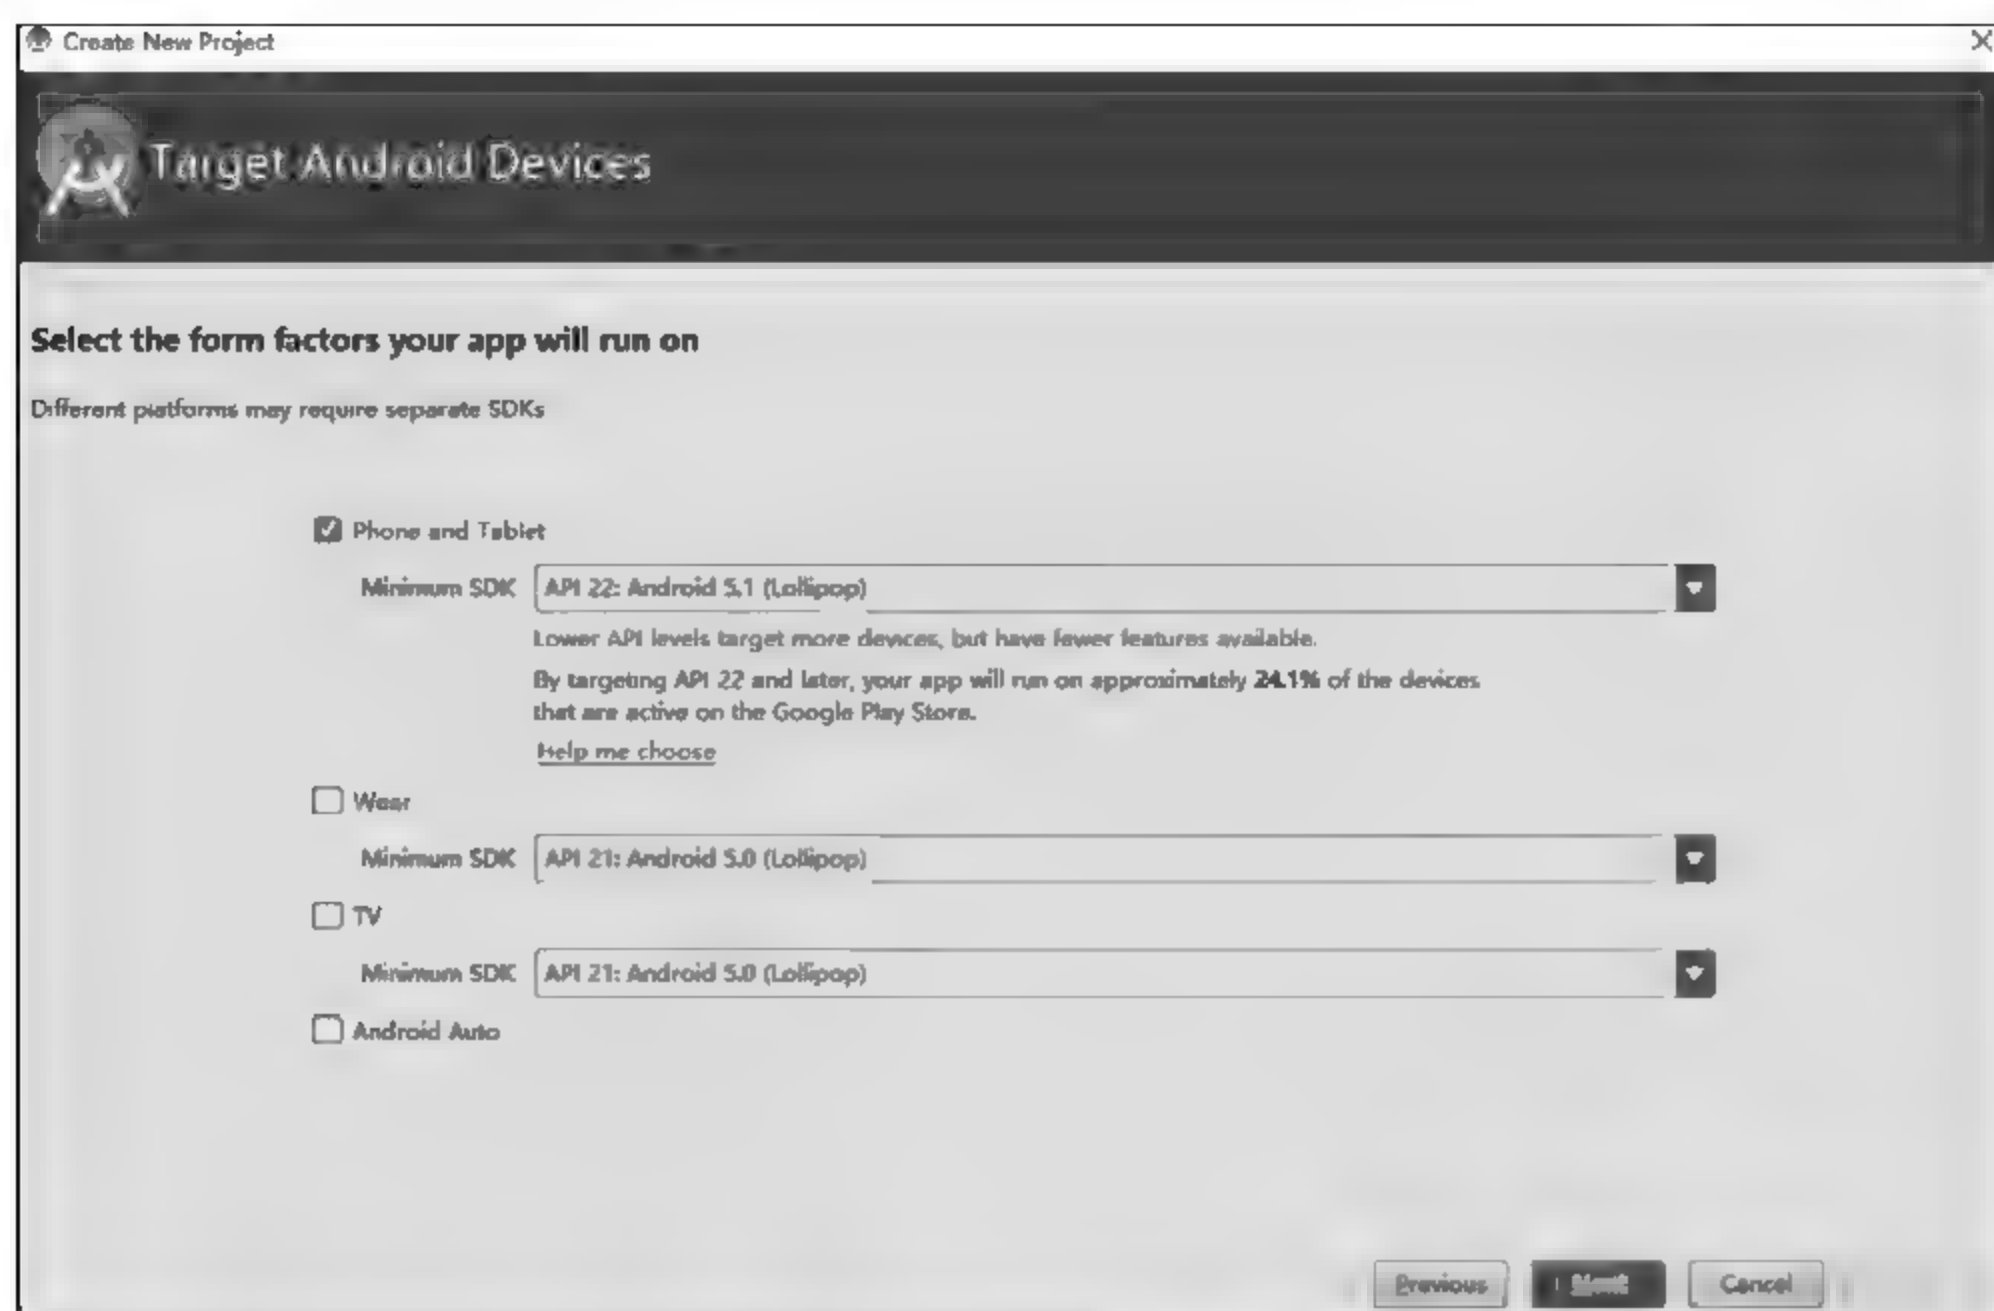 Create New Project
Target Android Devices
Select the form factors your app will run on
Different platforms may require separate SDKs
Phone and Tablet
Minimum SDK API 22: Android 5.1 (Lollipop)
Lower API levels target more devices, but have fewer features available.
By targeting API 22 and later, your app will run on approximately 24.1% of the devices
that are active on the Google Play Store.
Help me choose
Wear
Minimum SDK API 21: Android 5.0 (Lollipop)
TV
Minimum SDK API 21: Android 5.0 (Lollipop)
Android Auto
Previous Next Cancel